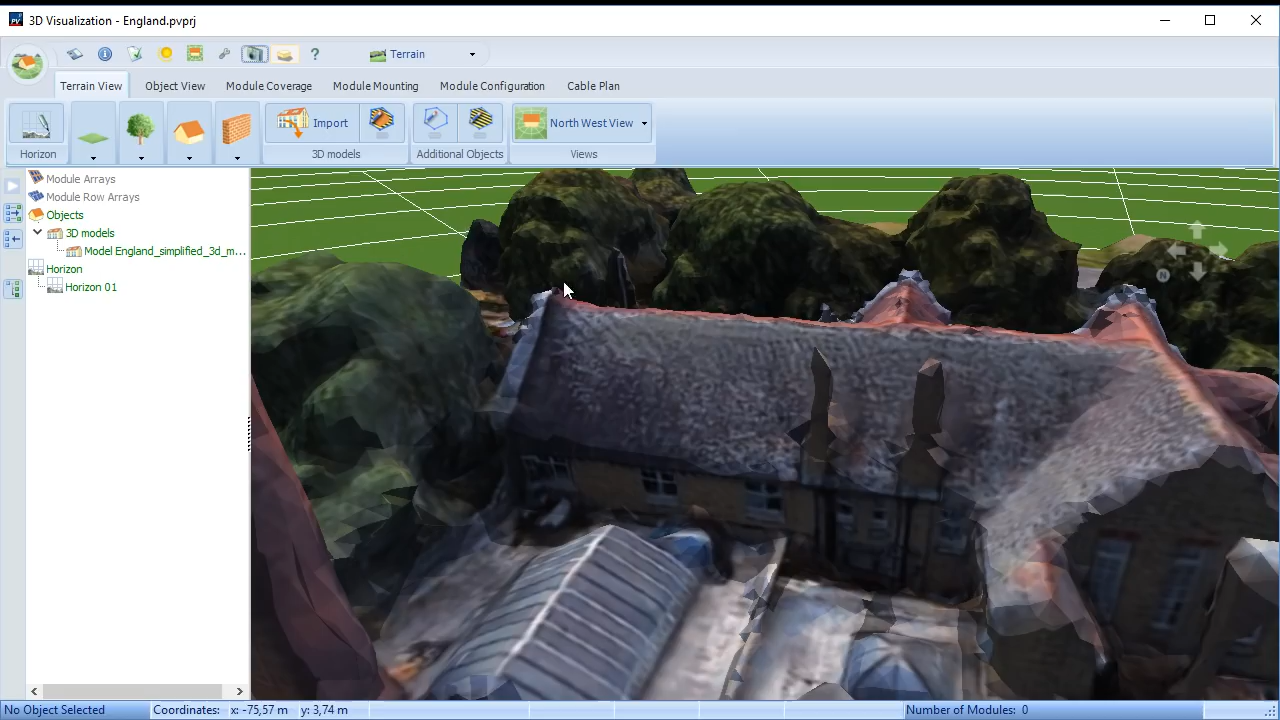 3D Visualization - England.pvprj
Terrain
Terrain View
Object View
Module Coverage
Module Mounting
Module Configuration
Cable Plan
Import
North West View
Horizon
3D models
Additional Objects
Views
Module Arrays
Module Row Arrays
Objects
3D models
Model England_simplified_3d_m...
Horizon
Horizon 01
N
No Object Selected
Coordinates: x: -75,57 m y: 3,74 m
Number of Modules: 0